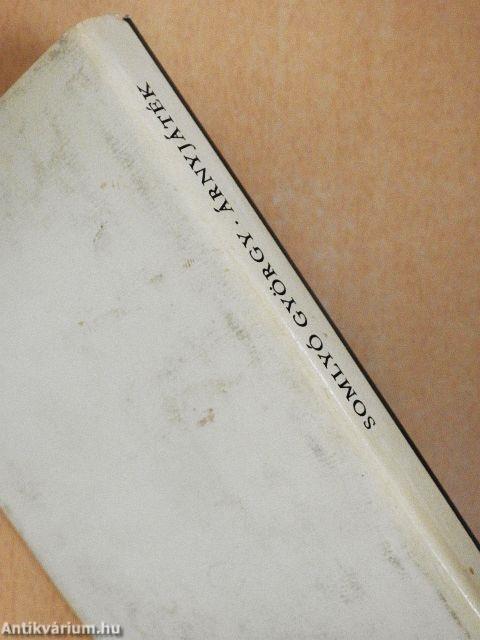 SOMLYÓ GYÖRGY · ÁRNYJÁTÉK
Antikvárium.hu